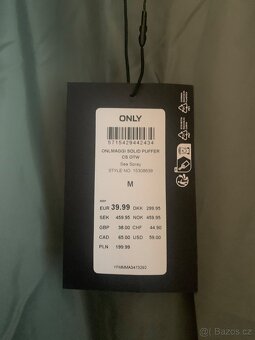 ONLY
5715429442434
ONLMAGGI SOLID PUFFER
CS OTW
Sea Spray
STYLE NO. 15308639
M
EUR 39.99 DKK 299.95
SEK 459.95 NOK 459.95
GBP 38.00 CHF 44.90
CAD 65.00 USD 59.00
PLN 199.99
Bazos.cz